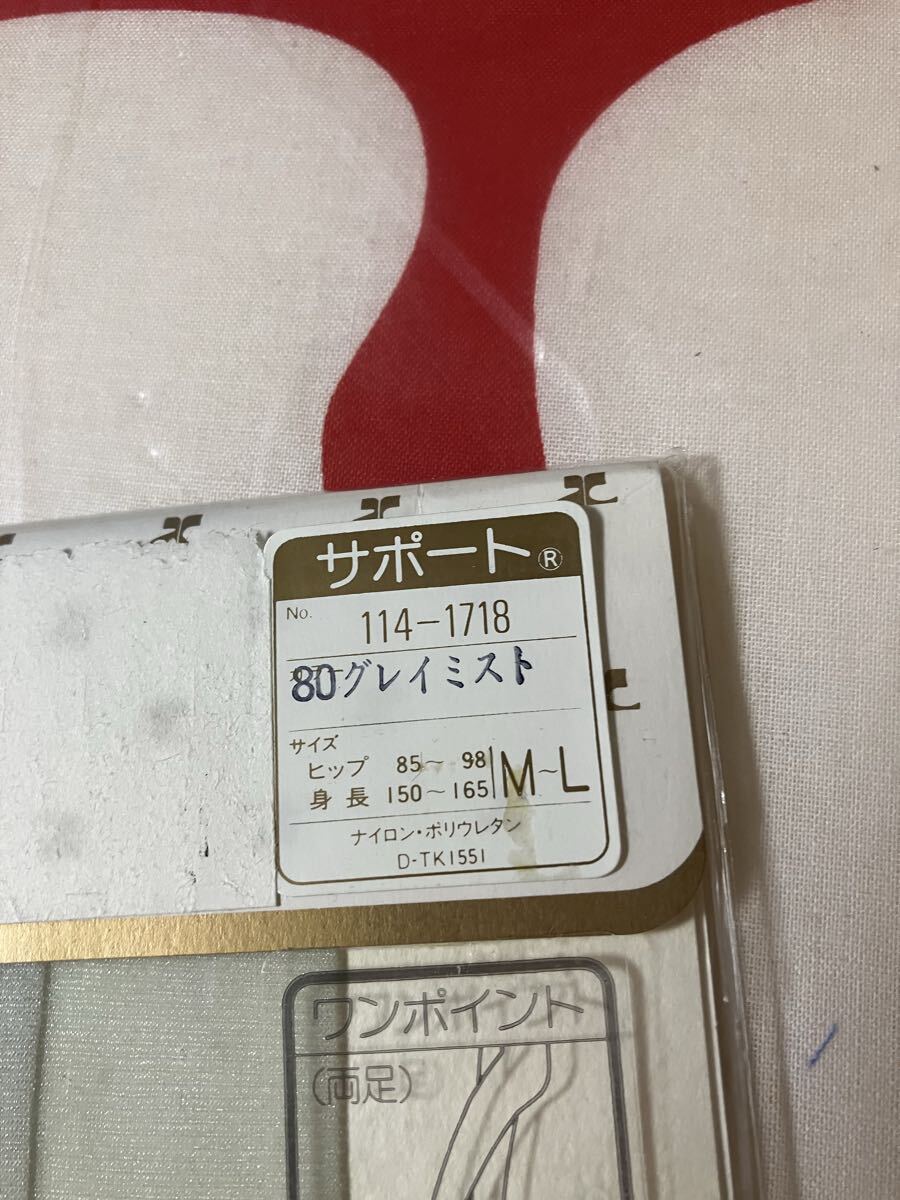 サポート®
No. 114-1718
80グレイミスト
サイズ
ヒップ 85～98
身長 150～165 M～L
ナイロン・ポリウレタン
D-TK1551
ワンポイント
(両足)